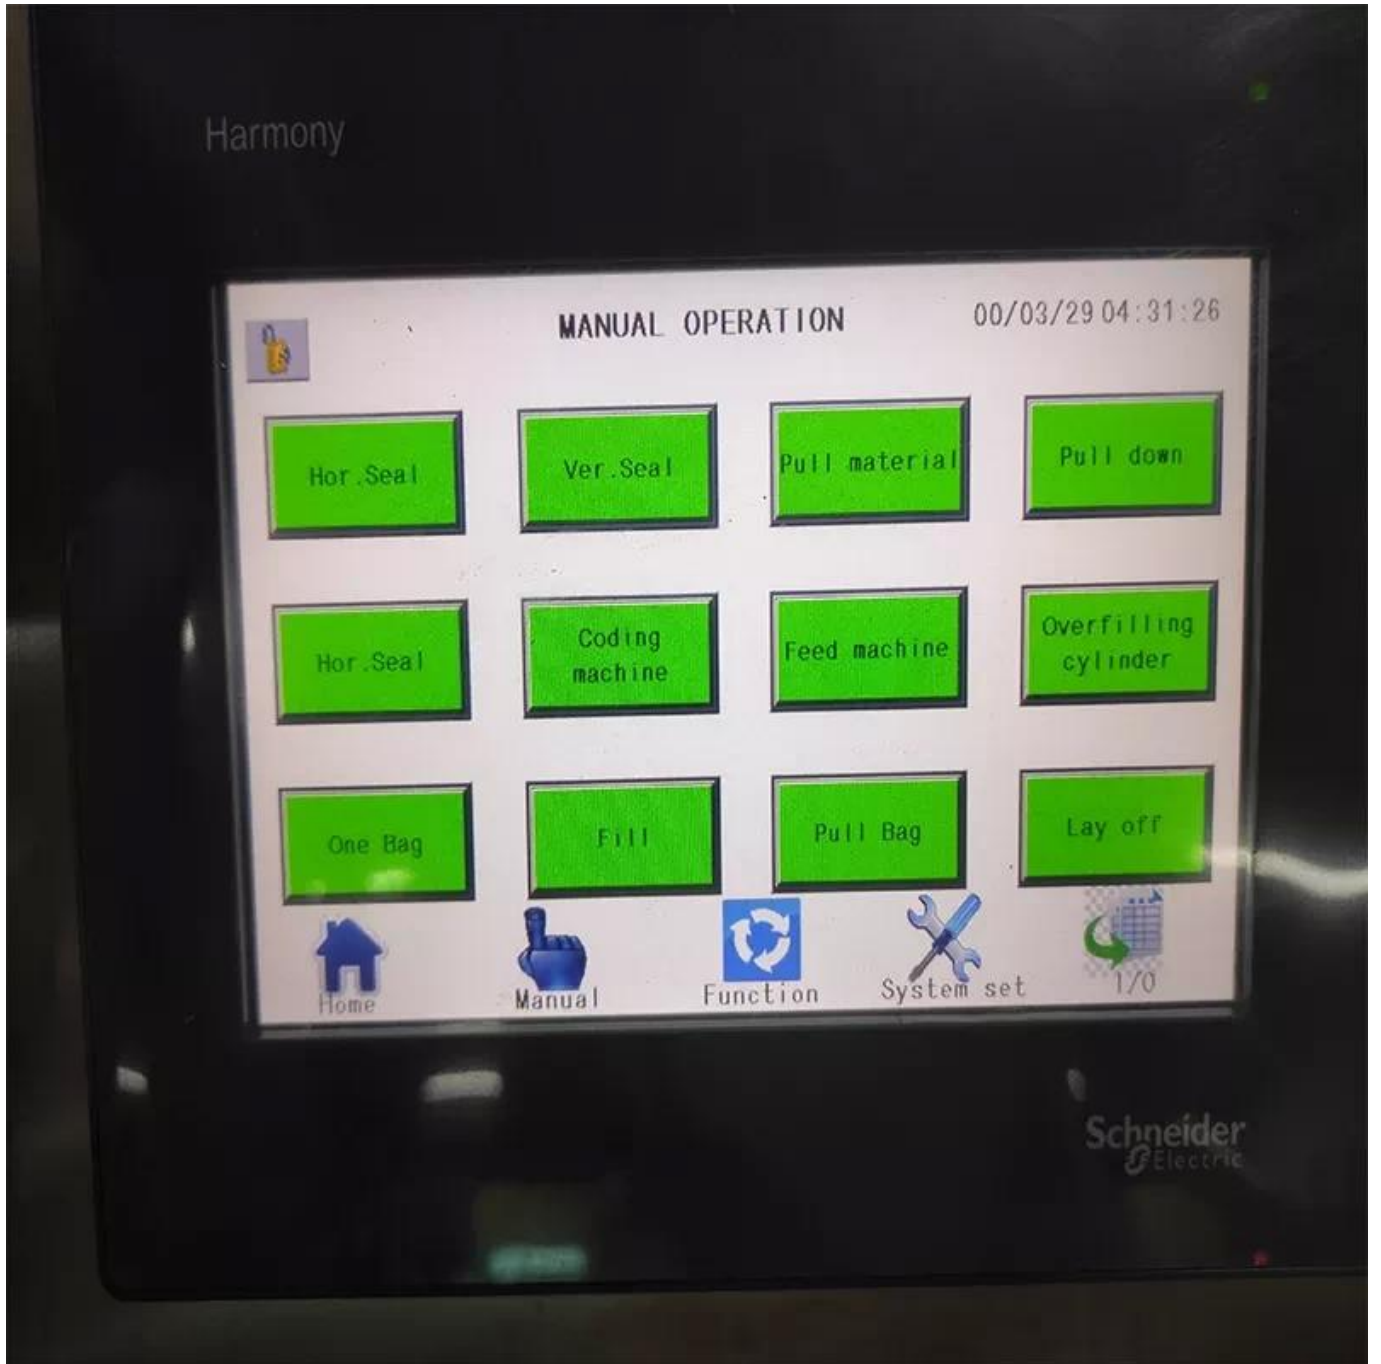 Harmony
MANUAL OPERATION
00/03/29 04:31:26
Hor.Seal
Ver.Seal
Pull material
Pull down
Hor.Seal
Coding
machine
Feed machine
Overfilling
cylinder
One Bag
Fill
Pull Bag
Lay off
Home
Manual
Function
System set
I/O
Schneider
Electric